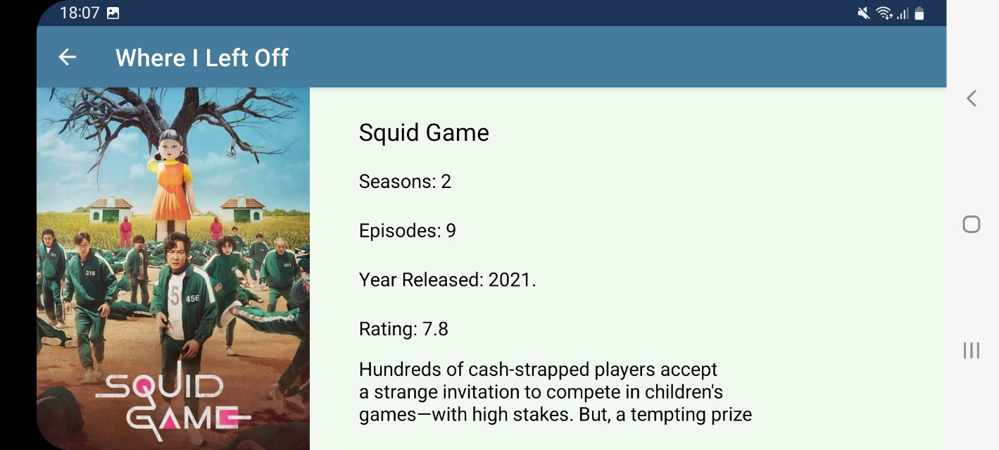 18:07
Where I Left Off
Squid Game
Seasons: 2
Episodes: 9
Year Released: 2021.
Rating: 7.8
Hundreds of cash-strapped players accept
a strange invitation to compete in children's
games—with high stakes. But, a tempting prize
101
218
001
456
SQUID
GAME